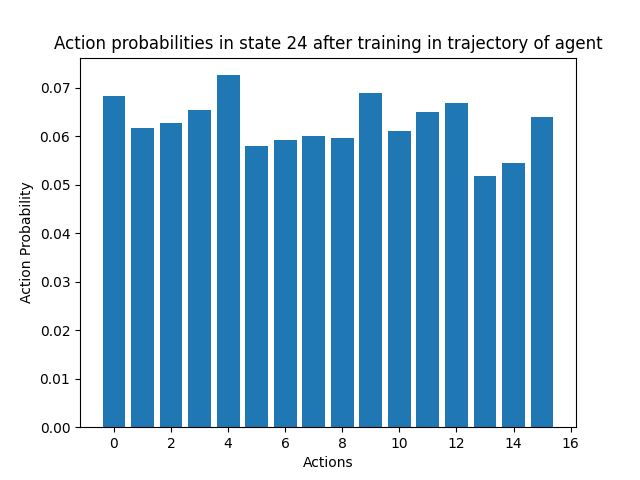 Action probabilities in state 24 after training in trajectory of agent
0.07
0.06
0.05
0.04
0.03
0.02
0.01
0.00
Action Probability
0 2 4 6 8 10 12 14 16
Actions